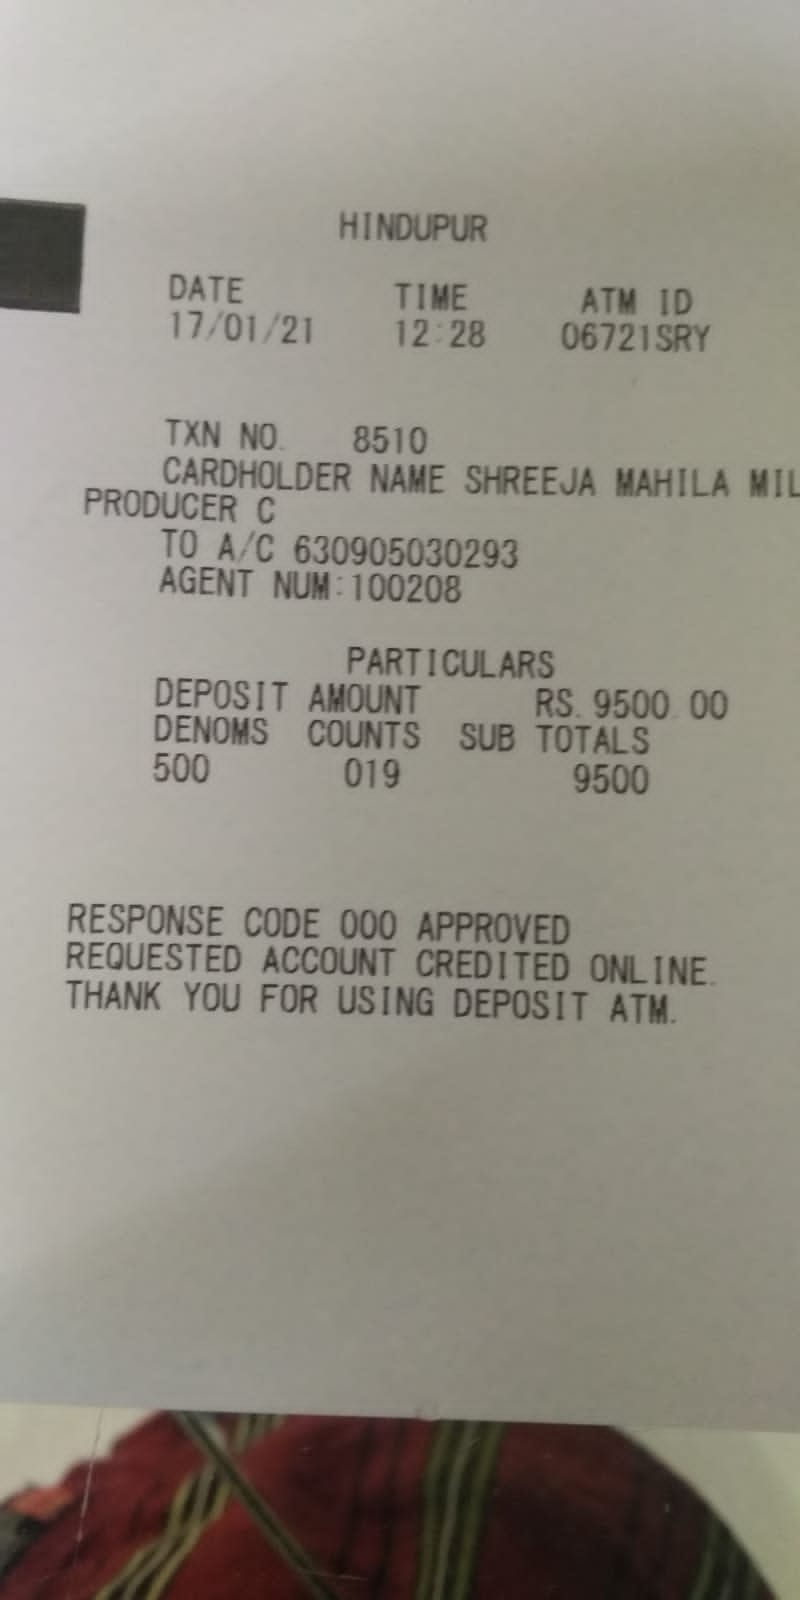 HINDUPUR
DATE TIME ATM ID
17/01/21 12:28 06721SRY
TXN NO. 8510
CARDHOLDER NAME SHREEJA MAHILA MIL
PRODUCER C
TO A/C 630905030293
AGENT NUM:100208
PARTICULARS
DEPOSIT AMOUNT RS. 9500.00
DENOMS COUNTS SUB TOTALS
500 019 9500
RESPONSE CODE 000 APPROVED
REQUESTED ACCOUNT CREDITED ONLINE.
THANK YOU FOR USING DEPOSIT ATM.